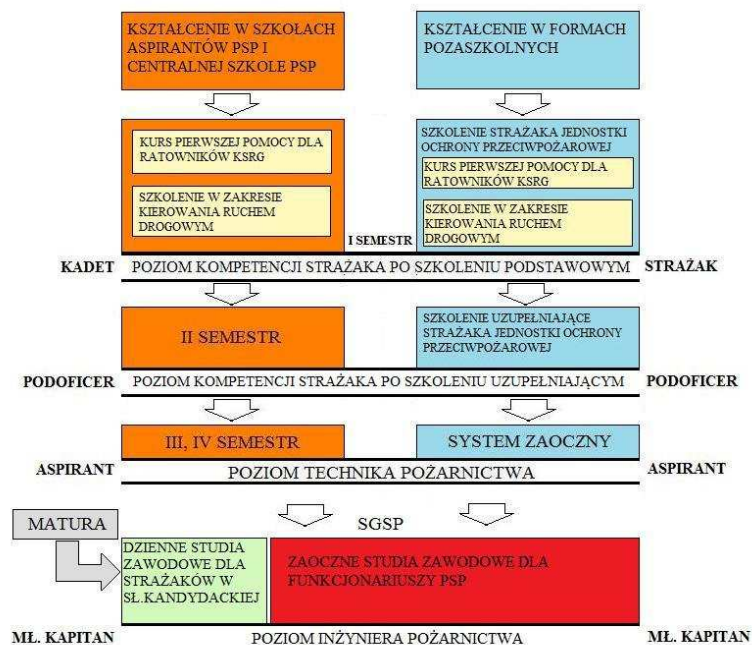 KSZTAŁCENIE W SZKOŁACH
ASPIRANTÓW PSP I
CENTRALNEJ SZKOLE PSP
KSZTAŁCENIE W FORMACH
POZASZKOLNYCH
KURS PIERWSZEJ POMOCY DLA
RATOWNIKÓW KSRG
SZKOLENIE W ZAKRESIE
KIEROWANIA RUCHEM
DROGOWYM
I SEMESTR
SZKOLENIE STRAŻAKA JEDNOSTKI
OCHRONY PRZECIWPOŻAROWEJ
KURS PIERWSZEJ POMOCY DLA
RATOWNIKÓW KSRG
SZKOLENIE W ZAKRESIE
KIEROWANIA RUCHEM
DROGOWYM
KADET POZIOM KOMPETENCJI STRAŻAKA PO SZKOLENIU PODSTAWOWYM STRAŻAK
II SEMESTR
SZKOLENIE UZUPEŁNIAJĄCE
STRAŻAKA JEDNOSTKI OCHRONY
PRZECIWPOŻAROWEJ
PODOFICER POZIOM KOMPETENCJI STRAŻAKA PO SZKOLENIU UZUPEŁNIAJĄCYM PODOFICER
III, IV SEMESTR
SYSTEM ZAOCZNY
ASPIRANT POZIOM TECHNIKA POŻARNICTWA ASPIRANT
MATURA
SGSP
DZIENNE STUDIA
ZAWODOWE DLA
STRAŻAKÓW W
SŁ.KANDYDACKIEJ
ZAOCZNE STUDIA ZAWODOWE DLA
FUNKCJONARIUSZY PSP
MŁ. KAPITAN POZIOM INŻYNIERA POŻARNICTWA MŁ. KAPITAN